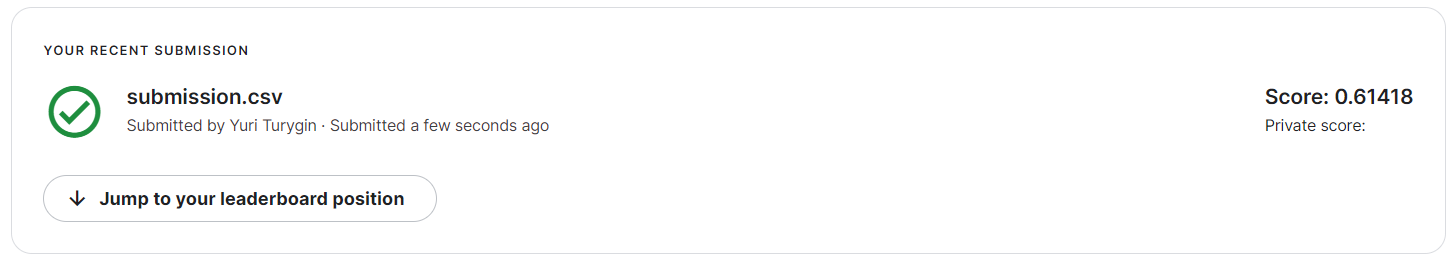 YOUR RECENT SUBMISSION
submission.csv
Submitted by Yuri Turygin · Submitted a few seconds ago
Score: 0.61418
Private score:
Jump to your leaderboard position